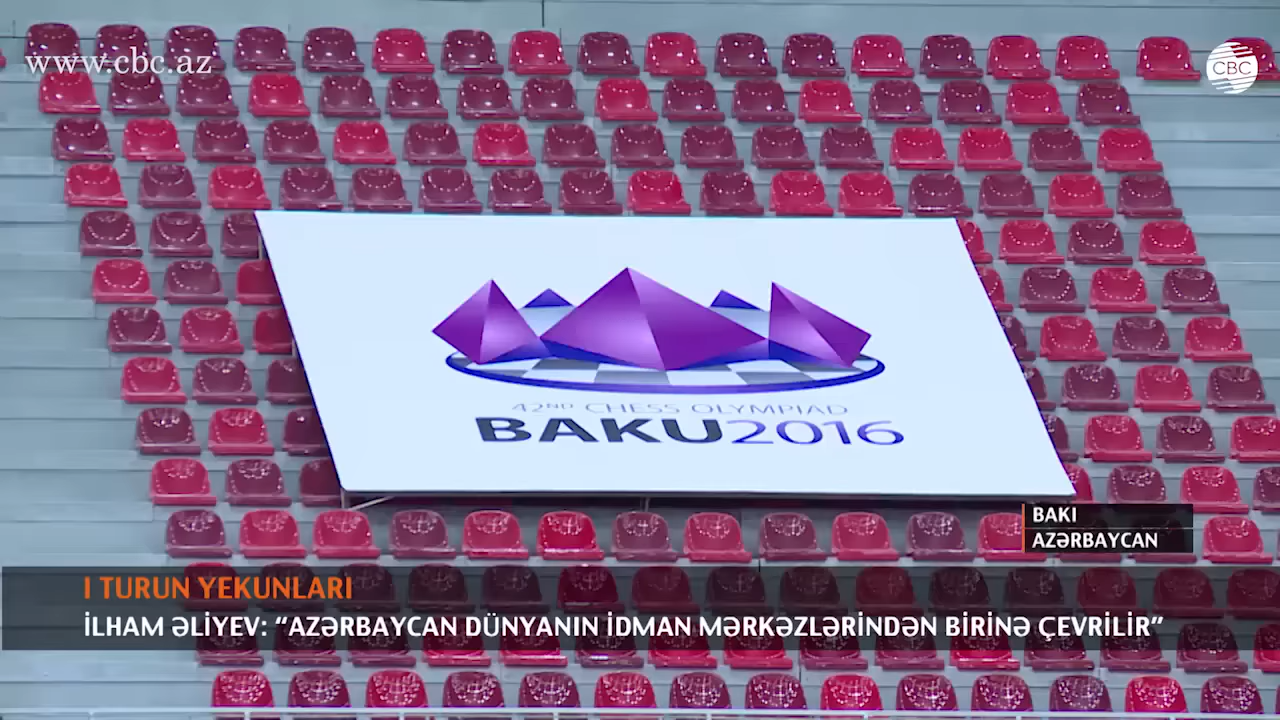 www.cbc.az
CBC
42ND CHESS OLYMPIAD
BAKU2016
BAKI
AZƏRBAYCAN
I TURUN YEKUNLARI
İLHAM ƏLİYEV: “AZƏRBAYCAN DÜNYANIN İDMAN MƏRKƏZLƏRİNDƏN BİRİNƏ ÇEVRİLİR”